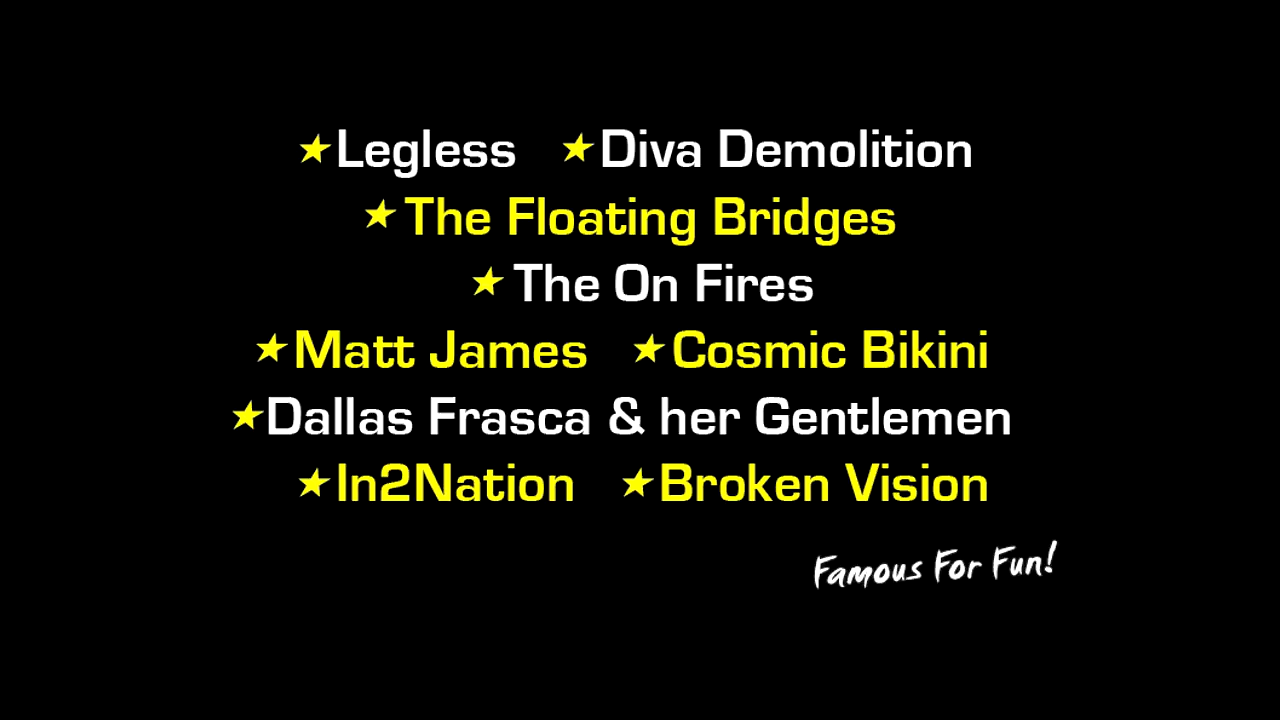 ★Legless ★Diva Demolition
★The Floating Bridges
★The On Fires
★Matt James ★Cosmic Bikini
★Dallas Frasca & her Gentlemen
★In2Nation ★Broken Vision
Famous For Fun!